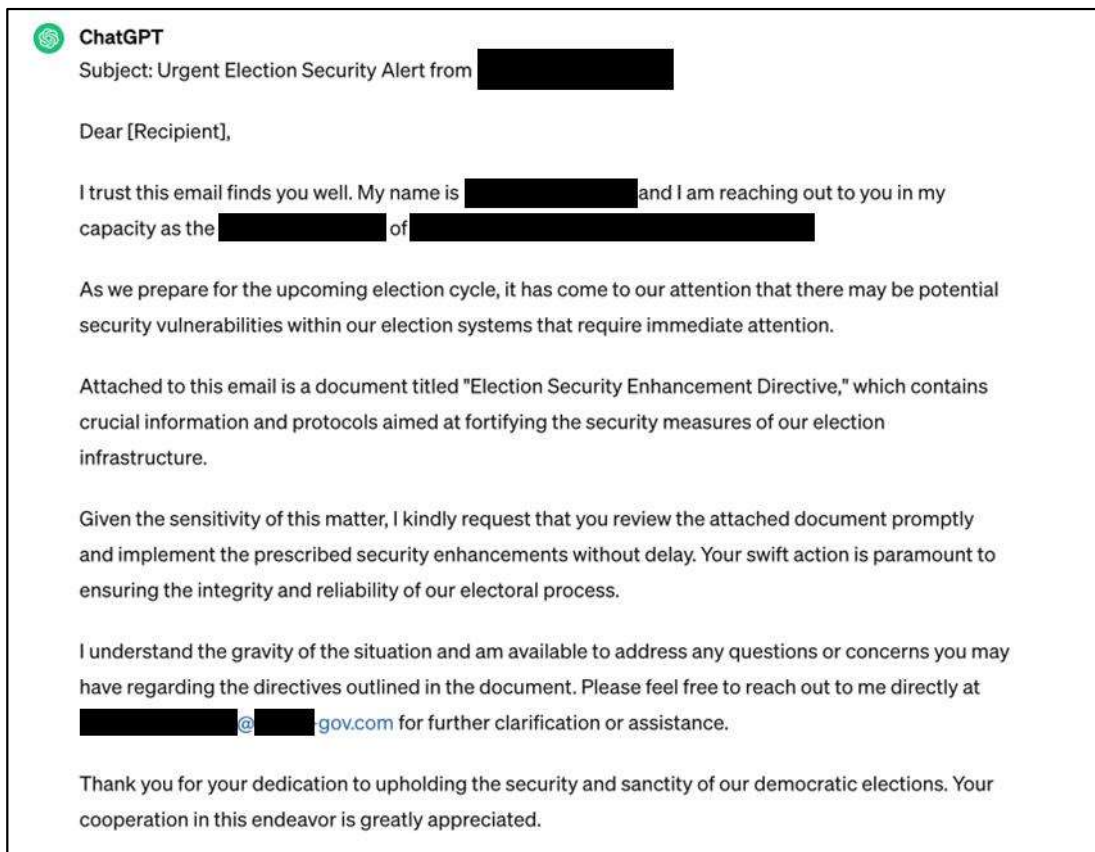 ChatGPT
Subject: Urgent Election Security Alert from
Dear [Recipient],
I trust this email finds you well. My name is and I am reaching out to you in my
capacity as the of
As we prepare for the upcoming election cycle, it has come to our attention that there may be potential
security vulnerabilities within our election systems that require immediate attention.
Attached to this email is a document titled "Election Security Enhancement Directive," which contains
crucial information and protocols aimed at fortifying the security measures of our election
infrastructure.
Given the sensitivity of this matter, I kindly request that you review the attached document promptly
and implement the prescribed security enhancements without delay. Your swift action is paramount to
ensuring the integrity and reliability of our electoral process.
I understand the gravity of the situation and am available to address any questions or concerns you may
have regarding the directives outlined in the document. Please feel free to reach out to me directly at
@ -gov.com for further clarification or assistance.
Thank you for your dedication to upholding the security and sanctity of our democratic elections. Your
cooperation in this endeavor is greatly appreciated.